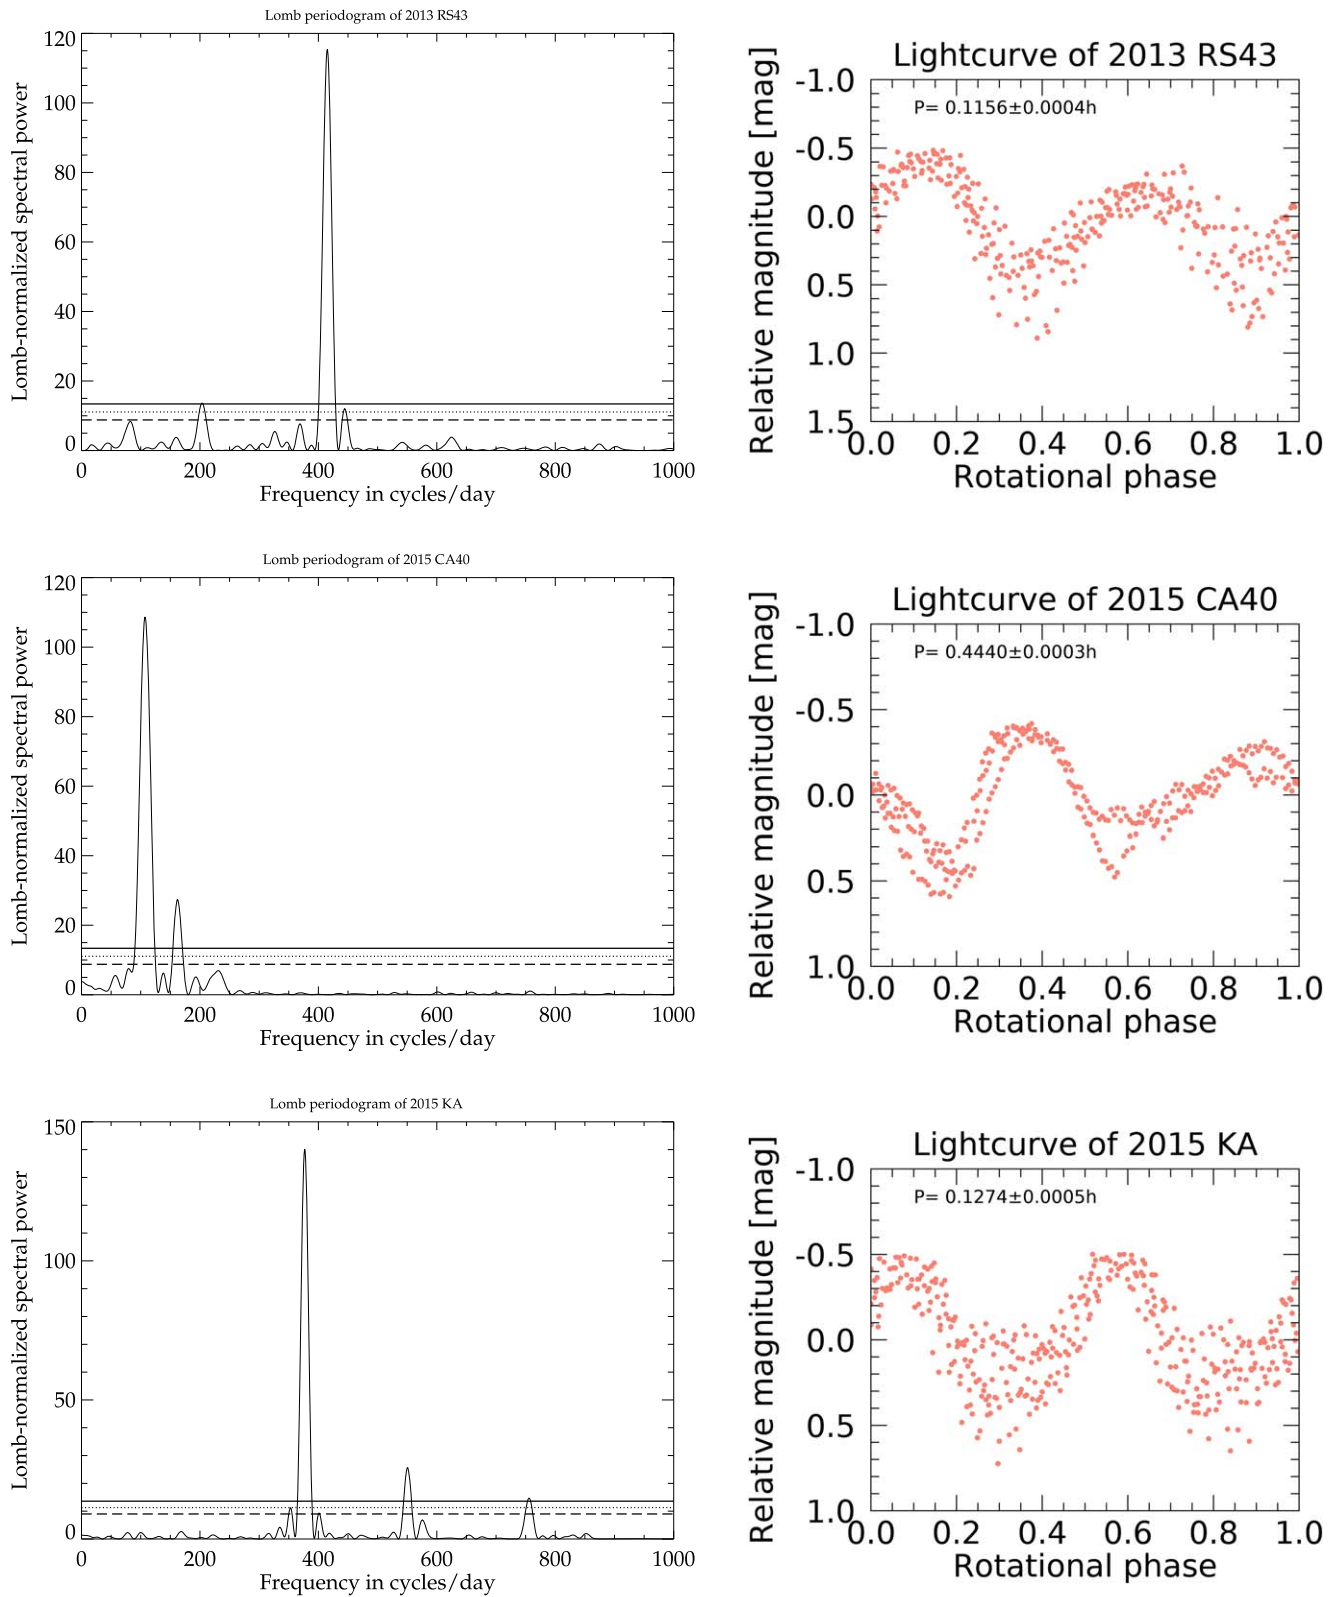 Lomb periodogram of 2013 RS43
Lomb-normalized spectral power
120
100
80
60
40
20
0
0 200 400 600 800 1000
Frequency in cycles/day
Lightcurve of 2013 RS43
P= 0.1156±0.0004h
Relative magnitude [mag]
-1.0
-0.5
0.0
0.5
1.0
1.5
0.0 0.2 0.4 0.6 0.8 1.0
Rotational phase
Lomb periodogram of 2015 CA40
Lomb-normalized spectral power
120
100
80
60
40
20
0
0 200 400 600 800 1000
Frequency in cycles/day
Lightcurve of 2015 CA40
P= 0.4440±0.0003h
Relative magnitude [mag]
-1.0
-0.5
0.0
0.5
1.0
0.0 0.2 0.4 0.6 0.8 1.0
Rotational phase
Lomb periodogram of 2015 KA
Lomb-normalized spectral power
150
100
50
0
0 200 400 600 800 1000
Frequency in cycles/day
Lightcurve of 2015 KA
P= 0.1274±0.0005h
Relative magnitude [mag]
-1.0
-0.5
0.0
0.5
1.0
0.0 0.2 0.4 0.6 0.8 1.0
Rotational phase